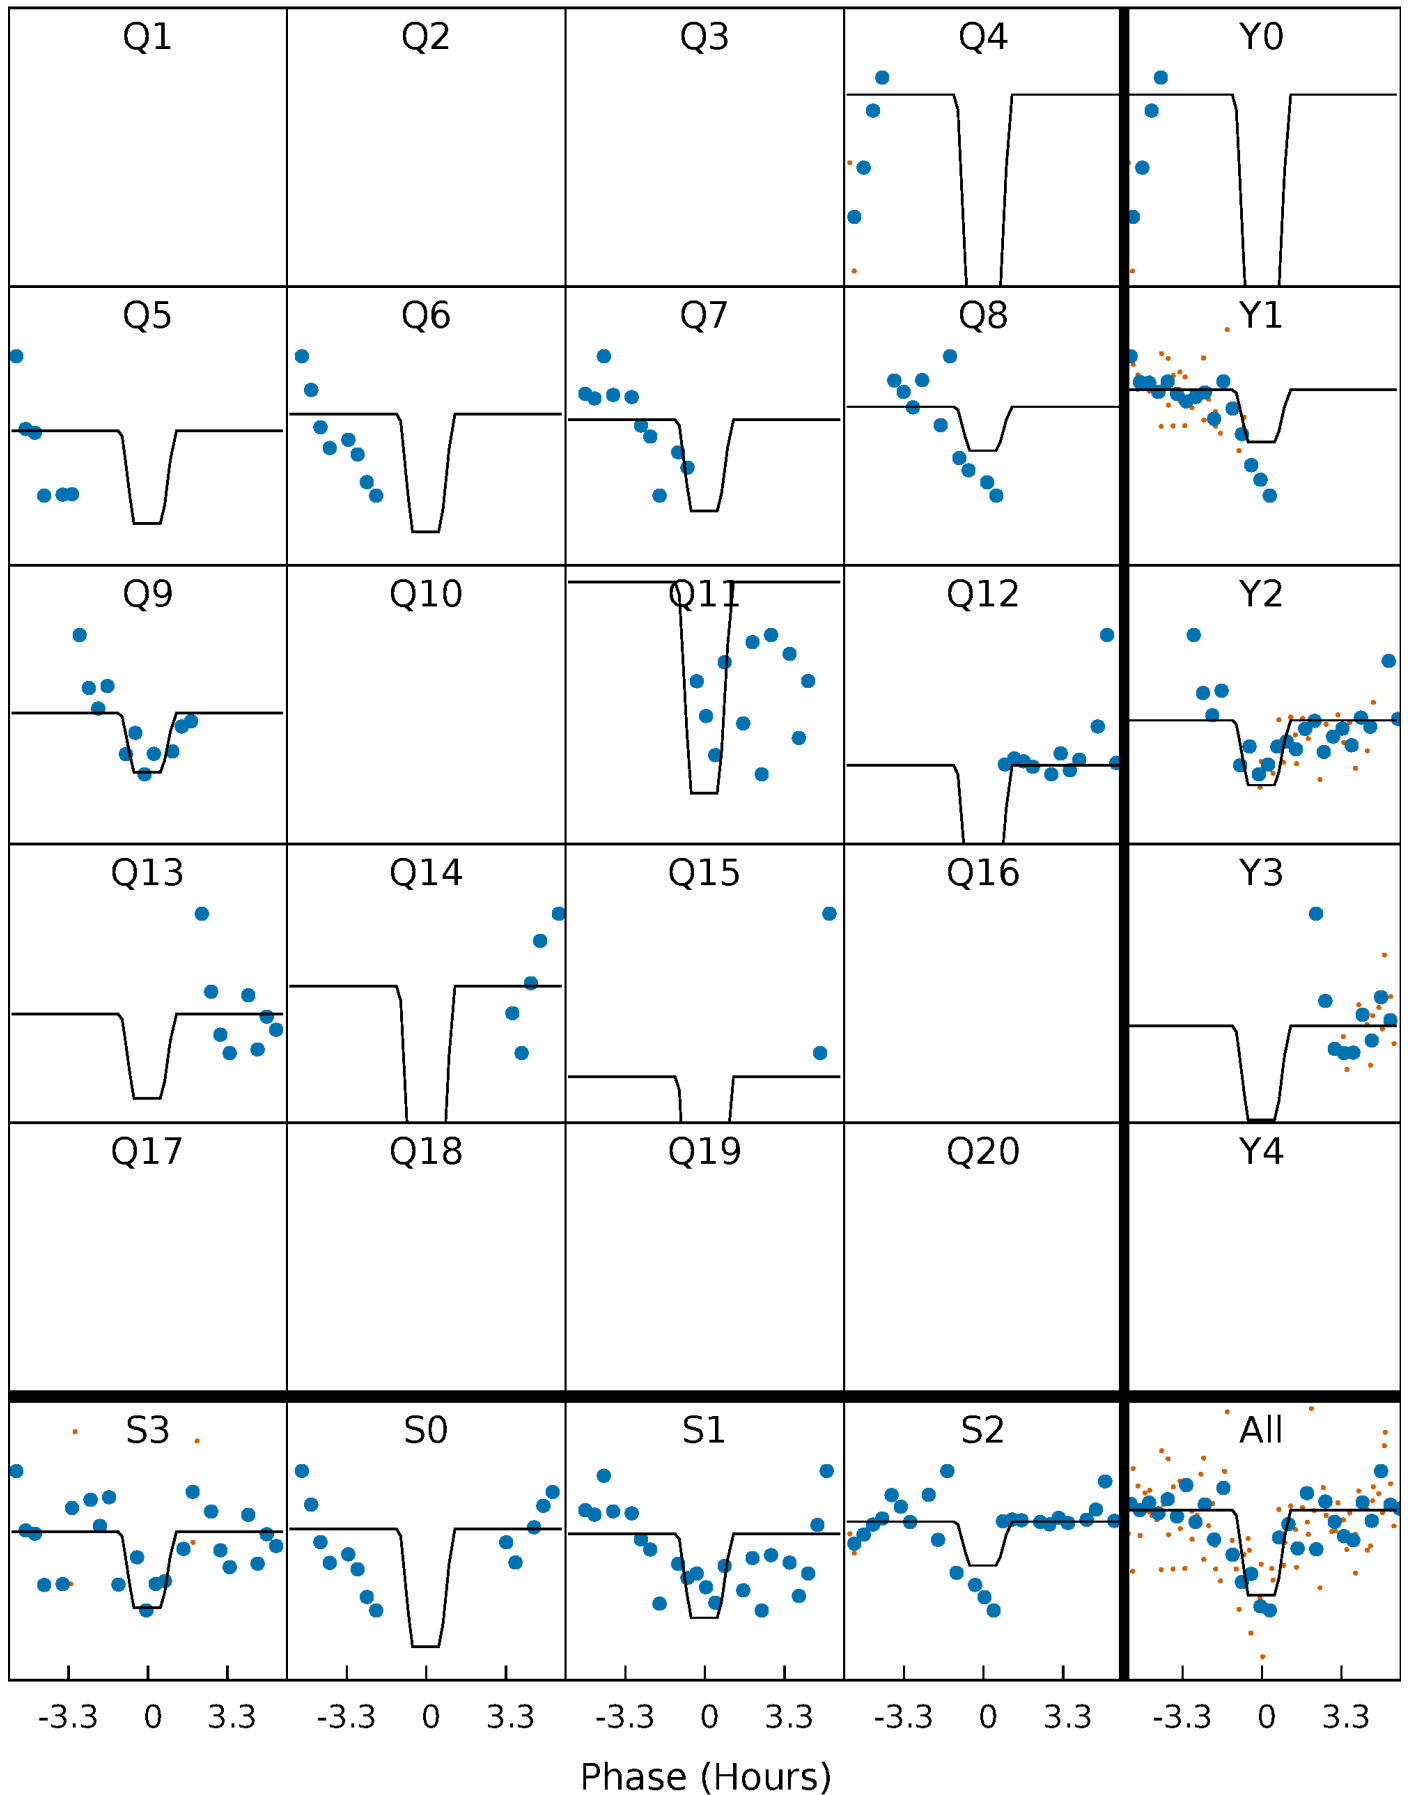 Q1 Q2 Q3 Q4 Y0
Q5 Q6 Q7 Q8 Y1
Q9 Q10 Q11 Q12 Y2
Q13 Q14 Q15 Q16 Y3
Q17 Q18 Q19 Q20 Y4
S3 S0 S1 S2 All
-3.3 0 3.3 -3.3 0 3.3 -3.3 0 3.3 -3.3 0 3.3 -3.3 0 3.3
Phase (Hours)